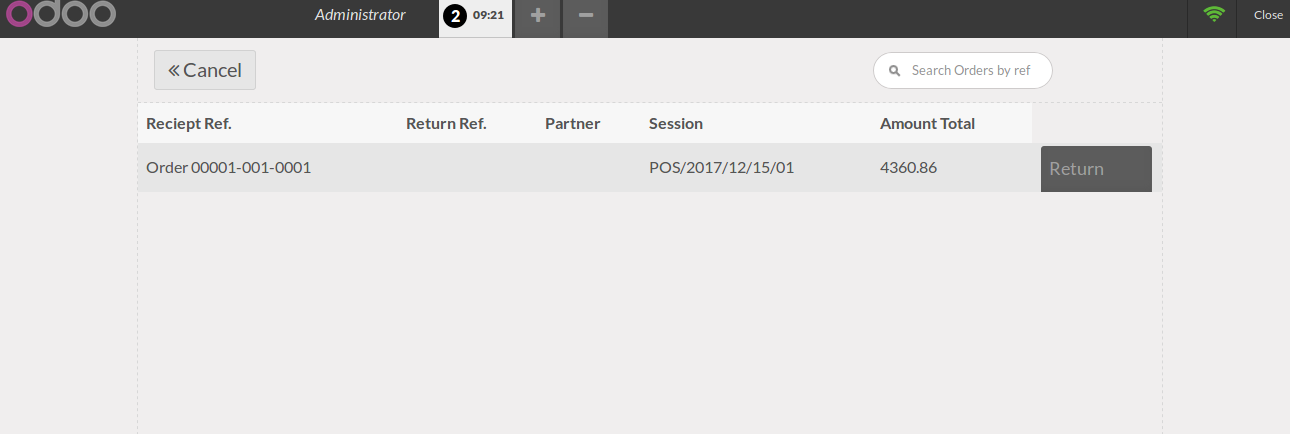 odoo Administrator 2 09:21 Close
Cancel Search Orders by ref
Reciept Ref. Return Ref. Partner Session Amount Total
Order 00001-001-0001 POS/2017/12/15/01 4360.86 Return